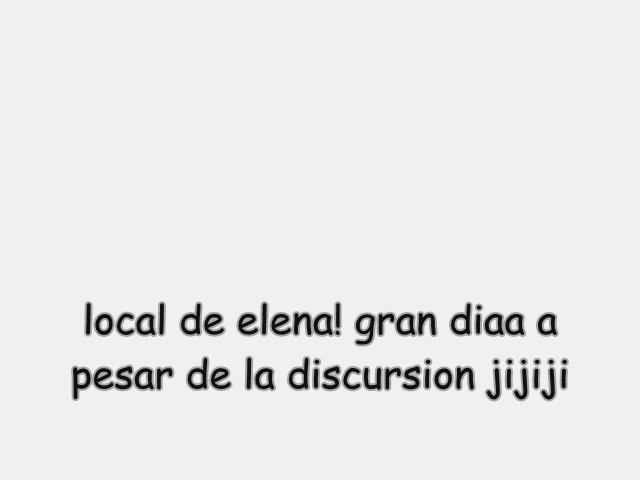 local de elena! gran diaa a
pesar de la discursion jijiji